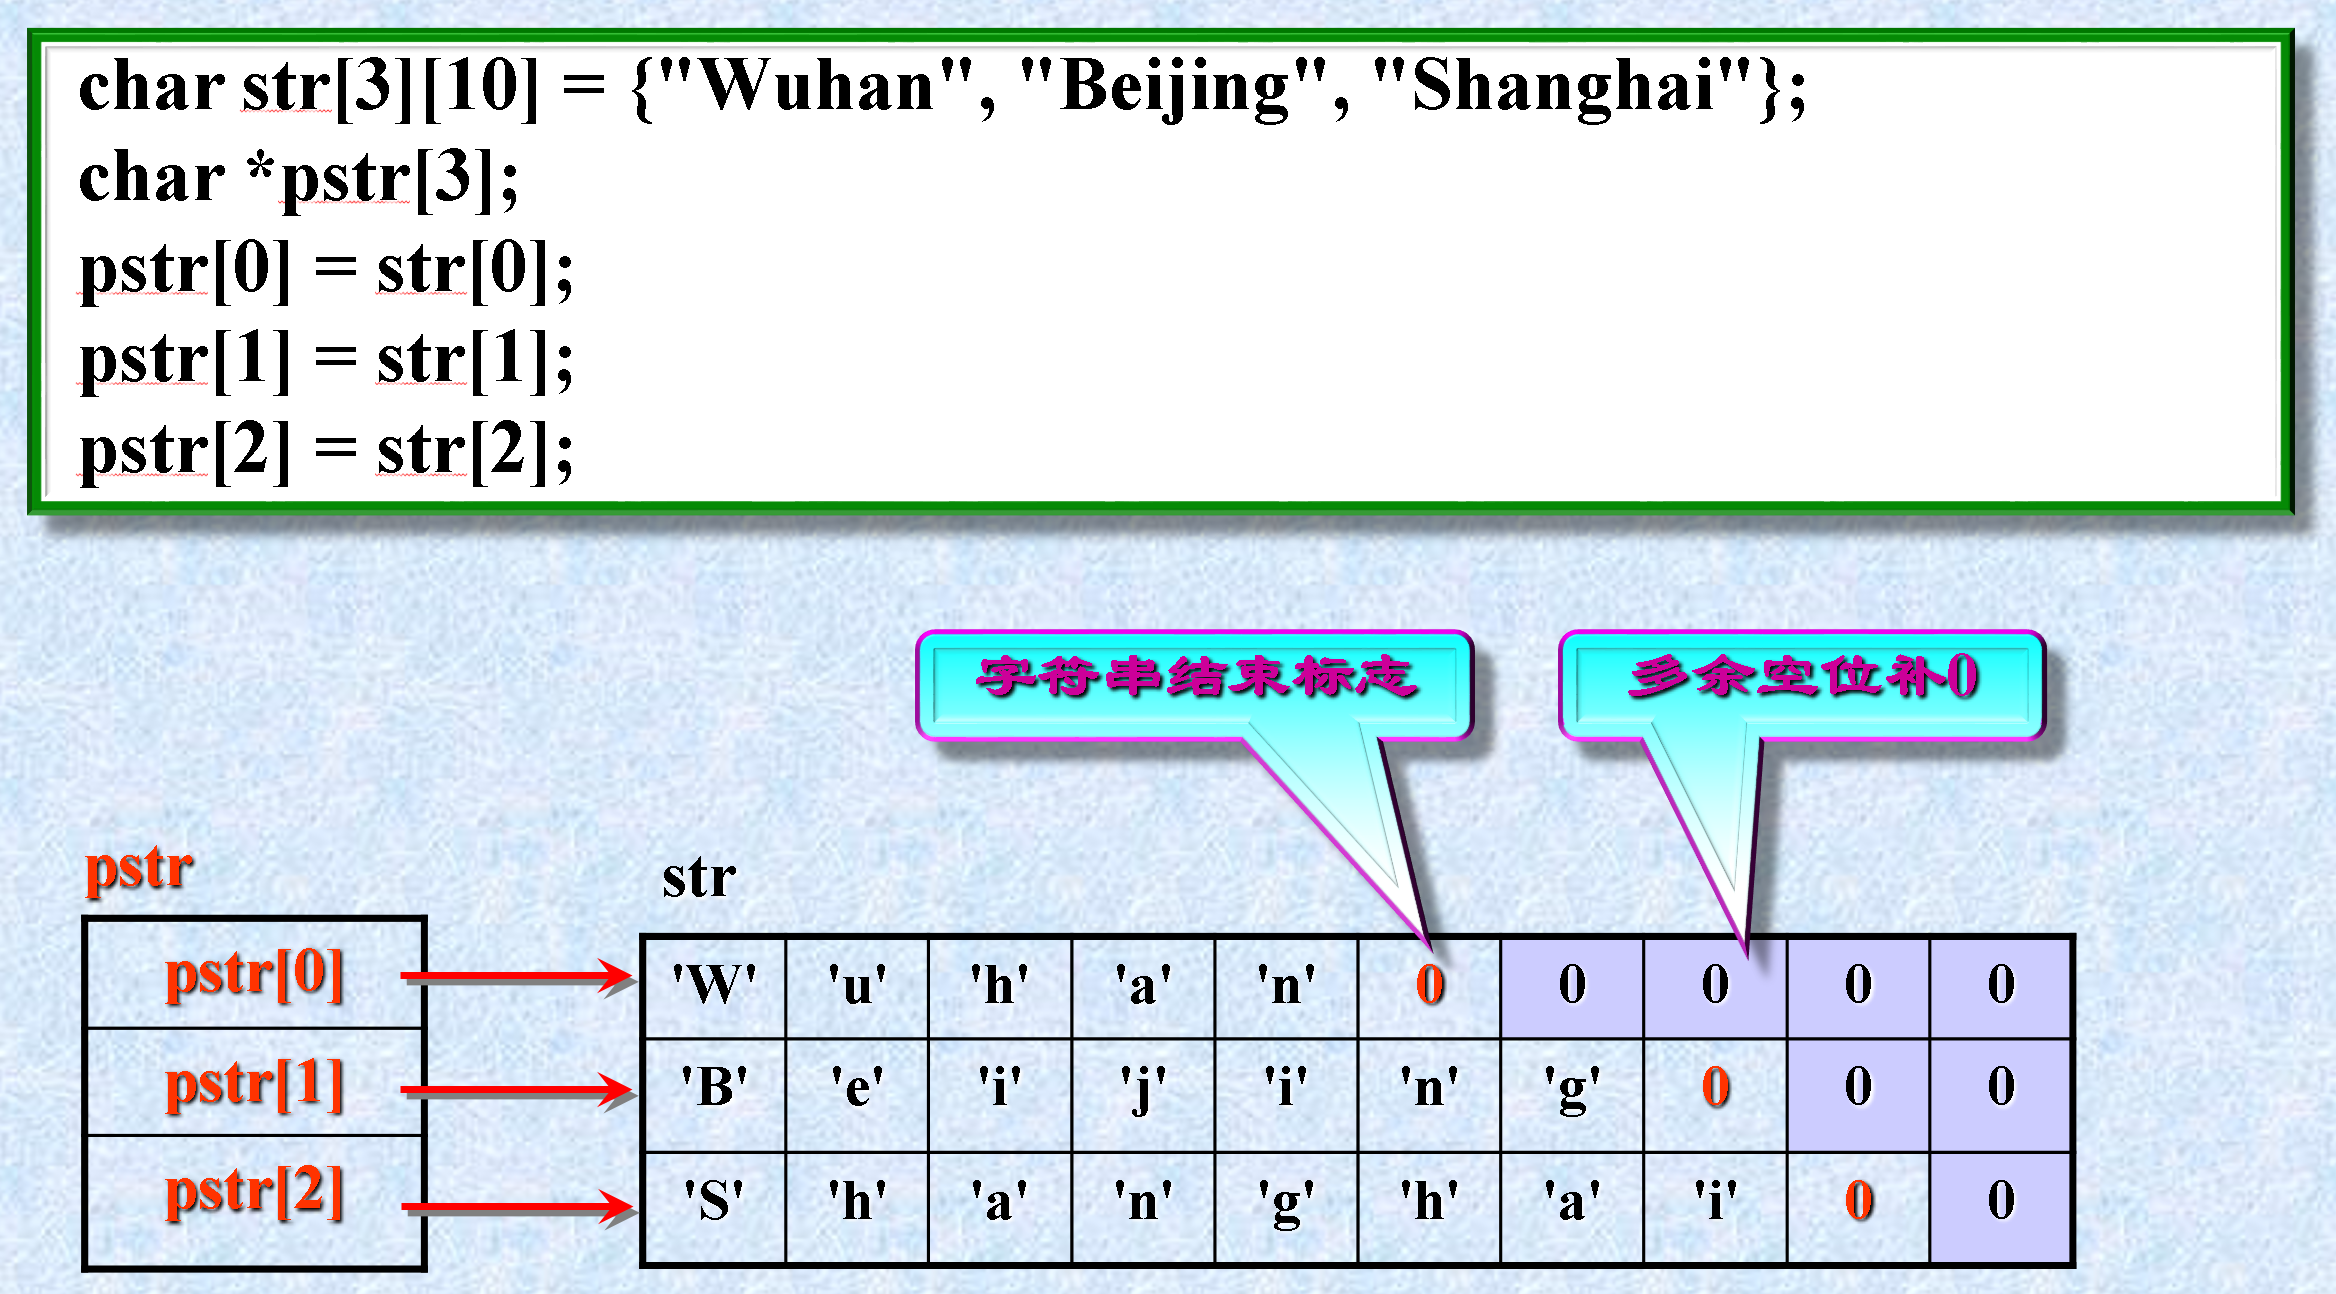 char str[3][10] = {"Wuhan", "Beijing", "Shanghai"};
char *pstr[3];
pstr[0] = str[0];
pstr[1] = str[1];
pstr[2] = str[2];
字符串结束标志
多余空位补0
pstr
str
pstr[0]
'W' 'u' 'h' 'a' 'n' 0 0 0 0 0
pstr[1]
'B' 'e' 'i' 'j' 'i' 'n' 'g' 0 0 0
pstr[2]
'S' 'h' 'a' 'n' 'g' 'h' 'a' 'i' 0 0